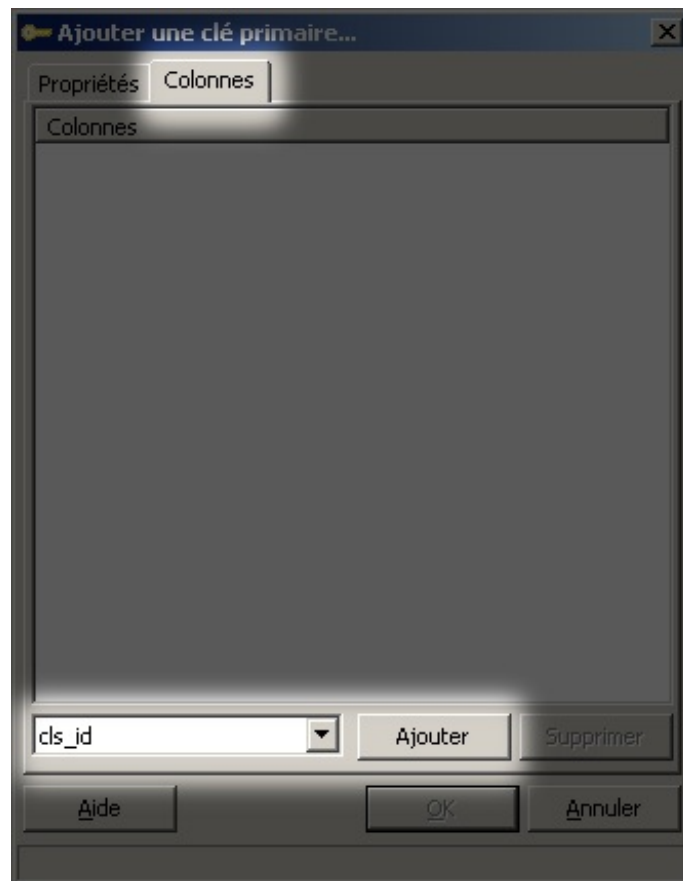 Ajouter une clé primaire...
Propriétés Colonnes
Colonnes
cls_id Ajouter Supprimer
Aide OK Annuler